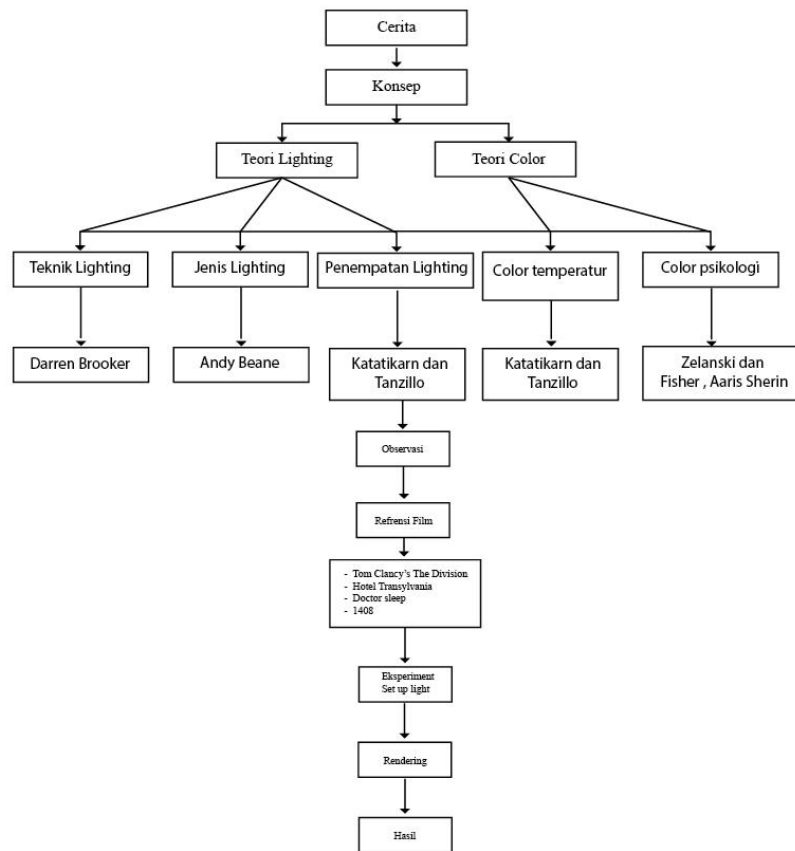 Cerita
Konsep
Teori Lighting
Teori Color
Teknik Lighting
Jenis Lighting
Penempatan Lighting
Color temperatur
Color psikologi
Darren Brooker
Andy Beane
Katatikarn dan
Tanzillo
Katatikarn dan
Tanzillo
Zelanski dan
Fisher , Aaris Sherin
Observasi
Refrensi Film
- Tom Clancy's The Division
- Hotel Transylvania
- Doctor sleep
- 1408
Eksperiment
Set up light
Rendering
Hasil